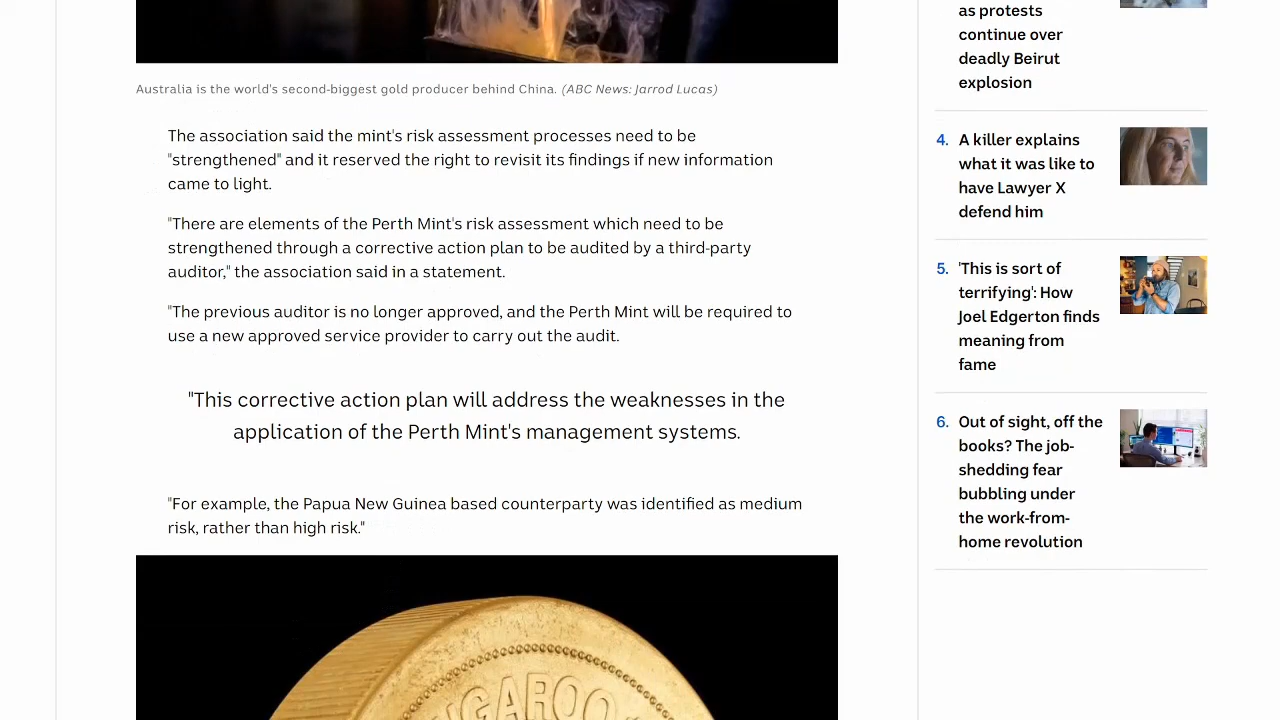 Australia is the world's second-biggest gold producer behind China. (ABC News: Jarrod Lucas)
The association said the mint's risk assessment processes need to be
"strengthened" and it reserved the right to revisit its findings if new information
came to light.
"There are elements of the Perth Mint's risk assessment which need to be
strengthened through a corrective action plan to be audited by a third-party
auditor," the association said in a statement.
"The previous auditor is no longer approved, and the Perth Mint will be required to
use a new approved service provider to carry out the audit.
"This corrective action plan will address the weaknesses in the
application of the Perth Mint's management systems.
"For example, the Papua New Guinea based counterparty was identified as medium
risk, rather than high risk."
as protests
continue over
deadly Beirut
explosion
4. A killer explains
what it was like to
have Lawyer X
defend him
5. 'This is sort of
terrifying': How
Joel Edgerton finds
meaning from
fame
6. Out of sight, off the
books? The job-
shedding fear
bubbling under
the work-from-
home revolution